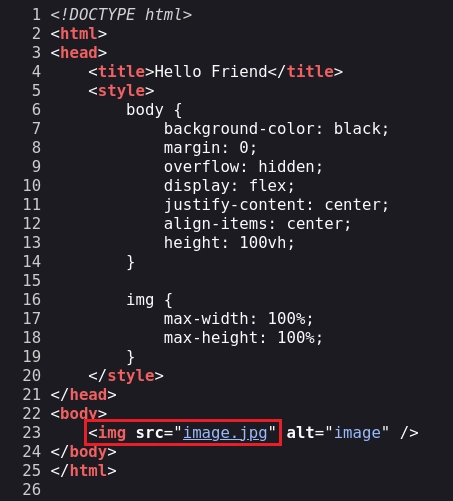 1 <!DOCTYPE html>
2 <html>
3 <head>
4     <title>Hello Friend</title>
5     <style>
6         body {
7             background-color: black;
8             margin: 0;
9             overflow: hidden;
10             display: flex;
11             justify-content: center;
12             align-items: center;
13             height: 100vh;
14         }
15
16         img {
17             max-width: 100%;
18             max-height: 100%;
19         }
20     </style>
21 </head>
22 <body>
23     <img src="image.jpg" alt="image" />
24 </body>
25 </html>
26